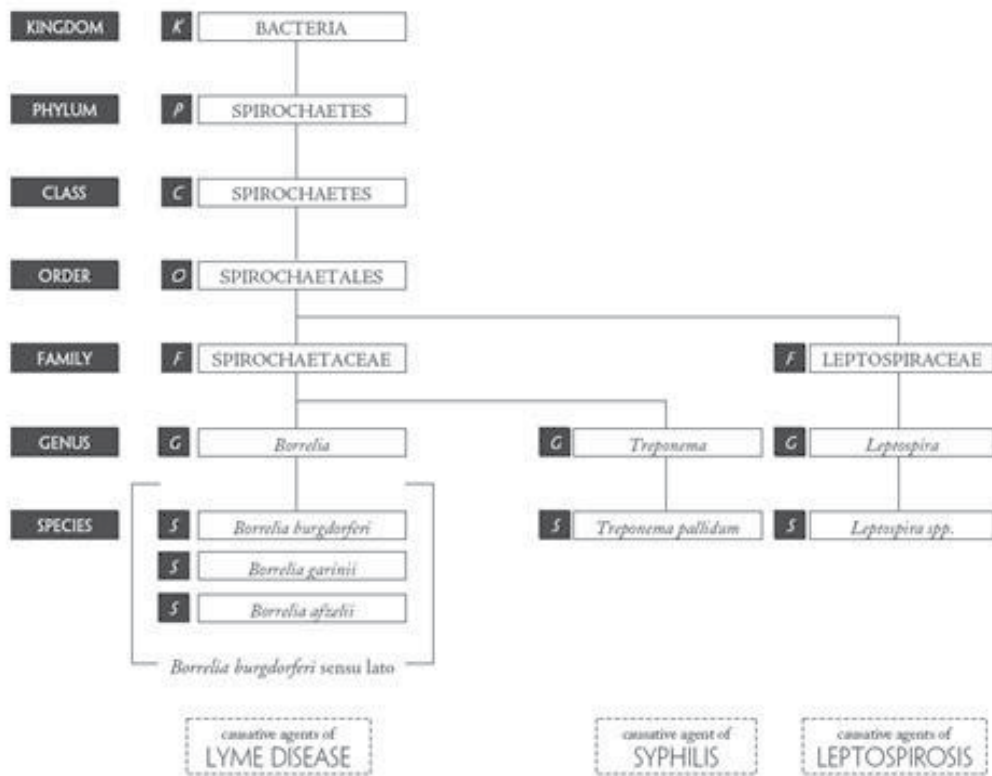 KINGDOM K BACTERIA
PHYLUM P SPIROCHAETES
CLASS C SPIROCHAETES
ORDER O SPIROCHAETALES
FAMILY F SPIROCHAETACEAE F LEPTOSPIRACEAE
GENUS G Borrelia G Treponema G Leptospira
SPECIES S Borrelia burgdorferi S Treponema pallidum S Leptospira spp.
S Borrelia garinii
S Borrelia afzelii
Borrelia burgdorferi sensu lato
causative agents of causative agent of causative agents of
LYME DISEASE SYPHILIS LEPTOSPIROSIS